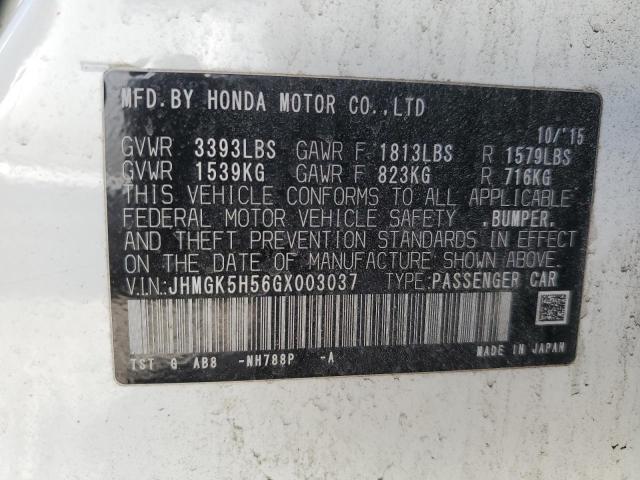 MFD.BY HONDA MOTOR CO.,LTD
10/'15
GVWR 3393LBS GAWR F 1813LBS R 1579LBS
GVWR 1539KG GAWR F 823KG R 716KG
THIS VEHICLE CONFORMS TO ALL APPLICABLE
FEDERAL MOTOR VEHICLE SAFETY ,BUMPER,
AND THEFT PREVENTION STANDARDS IN EFFECT
ON THE DATE OF MANUFACTURE SHOWN ABOVE.
V.IN:JHMGK5H56GX003037 TYPE:PASSENGER CAR
TST G AB8 -NH788P -A MADE IN JAPAN